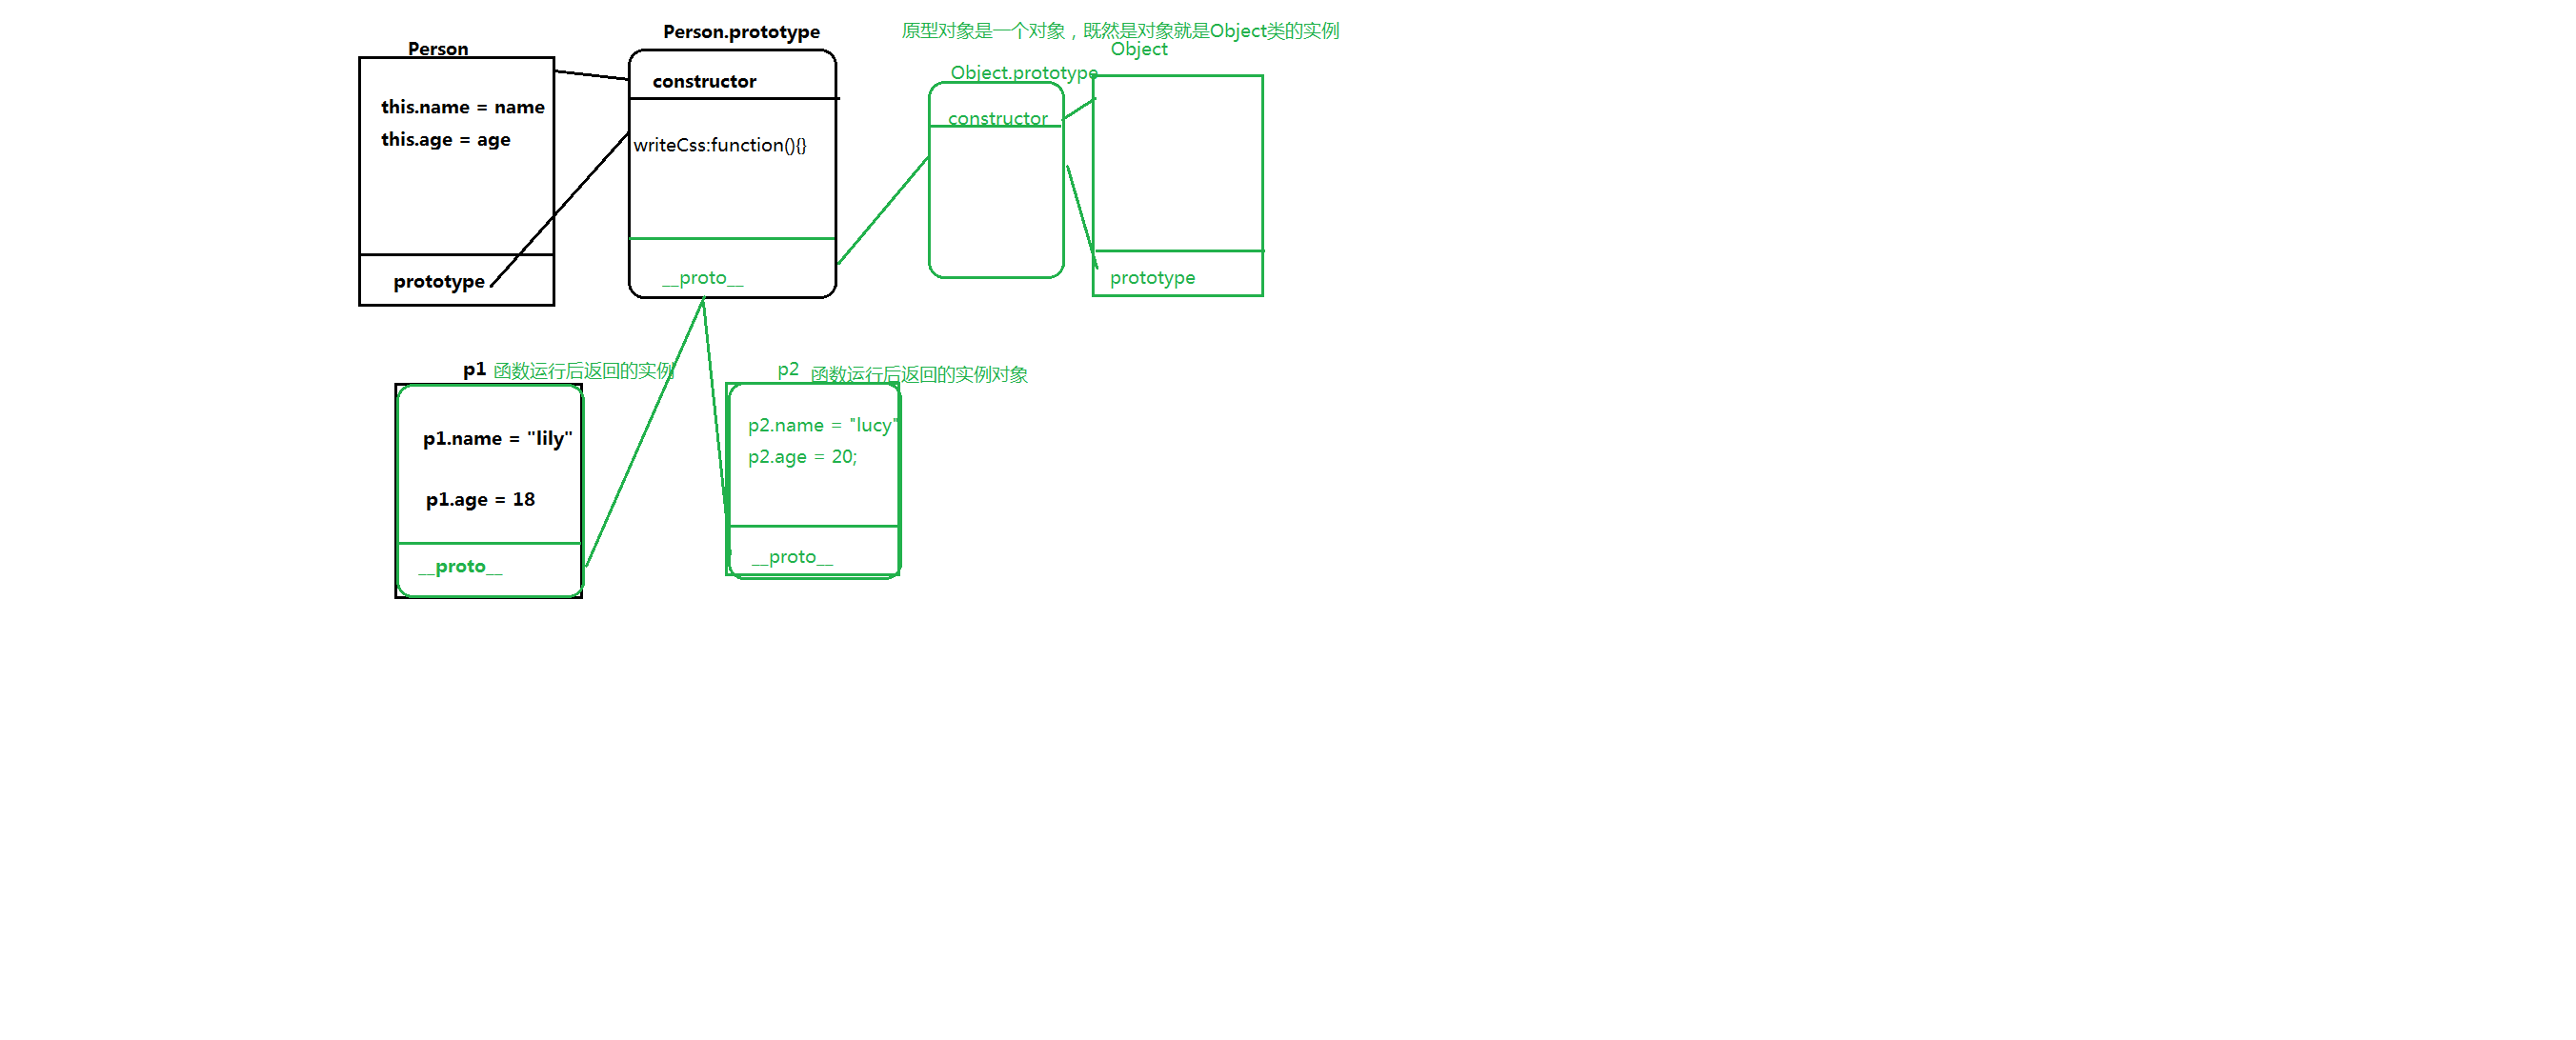 Person
this.name = name
this.age = age
prototype
Person.prototype
constructor
writeCss:function(){}
__proto__
原型对象是一个对象，既然是对象就是Object类的实例
Object
Object.prototype
constructor
prototype
p1 函数运行后返回的实例
p1.name = "lily"
p1.age = 18
__proto__
p2 函数运行后返回的实例对象
p2.name = "lucy"
p2.age = 20;
__proto__